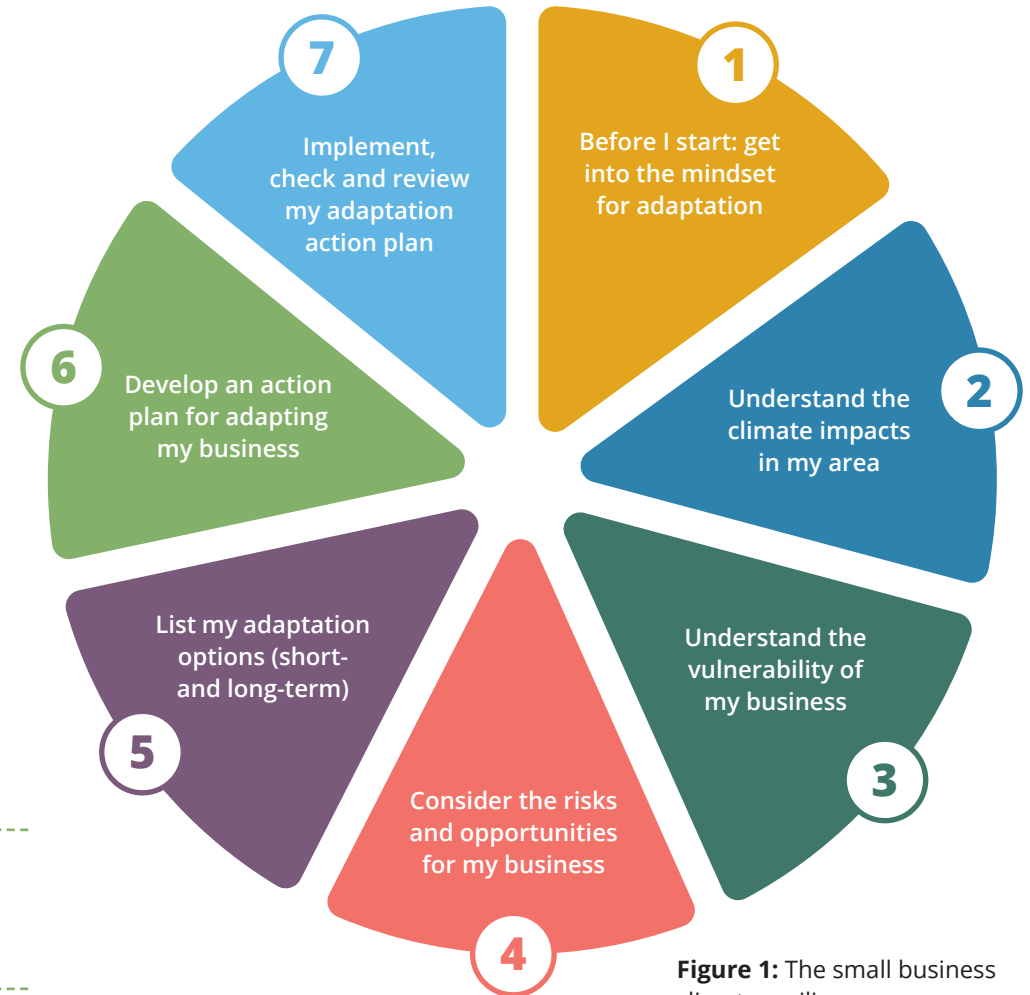 1
Before I start: get
into the mindset
for adaptation
2
Understand the
climate impacts
in my area
3
Understand the
vulnerability of
my business
4
Consider the risks
and opportunities
for my business
5
List my adaptation
options (short-
and long-term)
6
Develop an action
plan for adapting
my business
7
Implement,
check and review
my adaptation
action plan
Figure 1: The small business